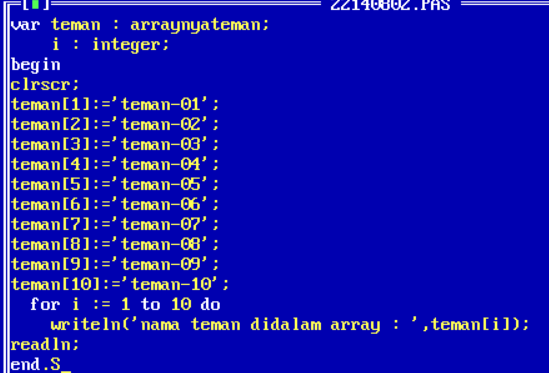 22140802.PAS
var teman : arraynyateman;
i : integer;
begin
clrscr;
teman[1]:='teman-01';
teman[2]:='teman-02';
teman[3]:='teman-03';
teman[4]:='teman-04';
teman[5]:='teman-05';
teman[6]:='teman-06';
teman[7]:='teman-07';
teman[8]:='teman-08';
teman[9]:='teman-09';
teman[10]:='teman-10';
for i := 1 to 10 do
writeln('nama teman didalam array : ',teman[i]);
readln;
end.S_